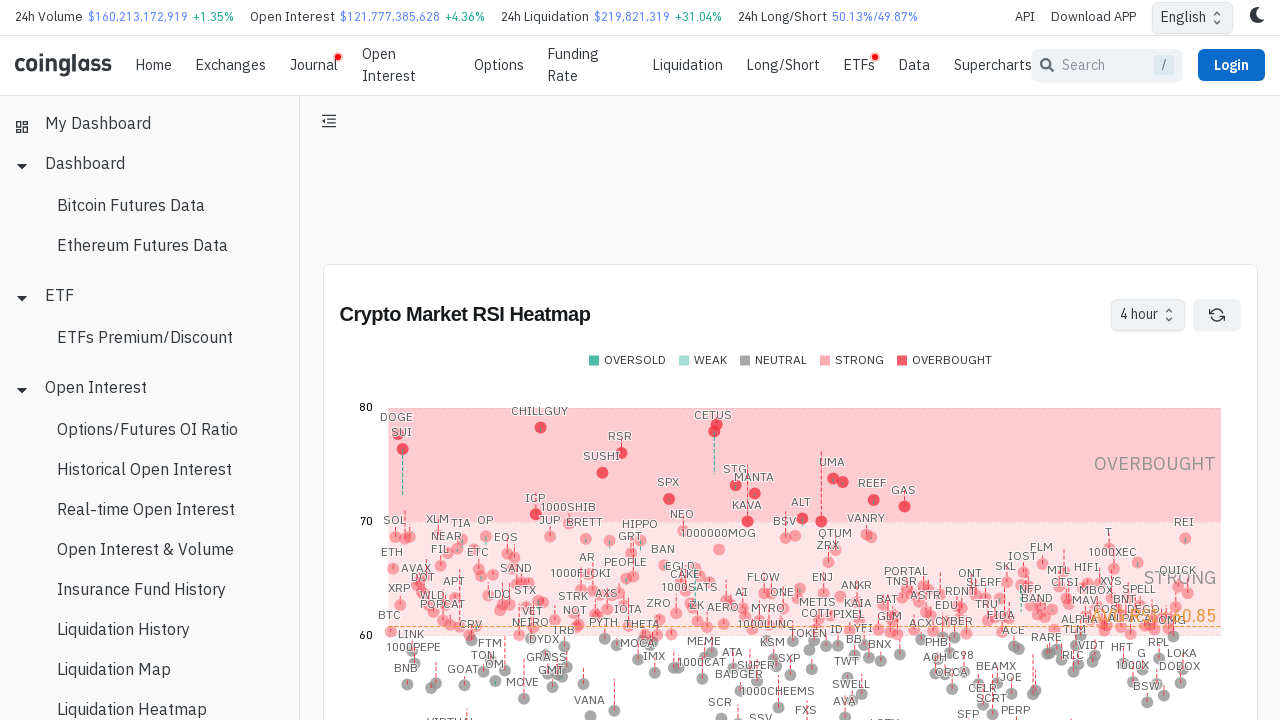 24h Volume $160,213,172,919 +1.35% Open Interest $121,777,385,628 +4.36% 24h Liquidation $219,821,319 +31.04% 24h Long/Short 50.13%/49.87% API Download APP English
coinglass Home Exchanges Journal Open Interest Options Funding Rate Liquidation Long/Short ETFs Data Supercharts Search / Login
My Dashboard
Dashboard
Bitcoin Futures Data
Ethereum Futures Data
ETF
ETFs Premium/Discount
Open Interest
Options/Futures OI Ratio
Historical Open Interest
Real-time Open Interest
Open Interest & Volume
Insurance Fund History
Liquidation History
Liquidation Map
Liquidation Heatmap
Crypto Market RSI Heatmap 4 hour
OVERSOLD WEAK NEUTRAL STRONG OVERBOUGHT
80
DOGE CHILLGUY CETUS
SUI RSR
SUSHI STG UMA OVERBOUGHT
SPX MANTA REEF GAS
ICP 1000SHIB KAVA ALT
70
SOL XLM TIA OP JUP BRETT HIPPO NEO BSV VANRY REI
NEAR EOS GRT 1000000MOG QTUM T
ETH FIL ETC AR BAN ZRX FLM 1000XEC
AVAX DOT SAND 1000FLOKI PEOPLE EGLD CAKE FLOW ENJ PORTAL ONT SKL IOST MTL HIFI QUICK
STRONG
XRP WLD APT LDO STX STRK AXS 1000SATS AI ONE ANKR TNSR RDNT SLERF NFP CTSI MBOX XVS SPELL
POPCAT VET NOT IOTA ZRO ZK AERO MYRO METIS KAIA BAT ASTR EDU TRU BAND MAV BNT
BTC CRV NEIRO TRB PYTH THETA 1000LUNC COTI PIXEL GLM ACX CYBER FIDA ALPHA COS DEGO ALPACA OMG
60
LINK 1000PEPE FTM DYDX MOCA MEME KSM TOKEN ID BB YFI BNX PHB ACE RARE TLM VIDT HFT RPL
BNB GOAT TON OM GRASS GMT IMX 1000CAT ATA SUPER SXP TWT C98 BEAMX RLC 1000X G LOKA DODOX
MOVE BADGER ORCA JOE
VANA SCR 1000CHEEMS SWELL CELR SCRT BSW
FXS AVA SFP PERP
SSV